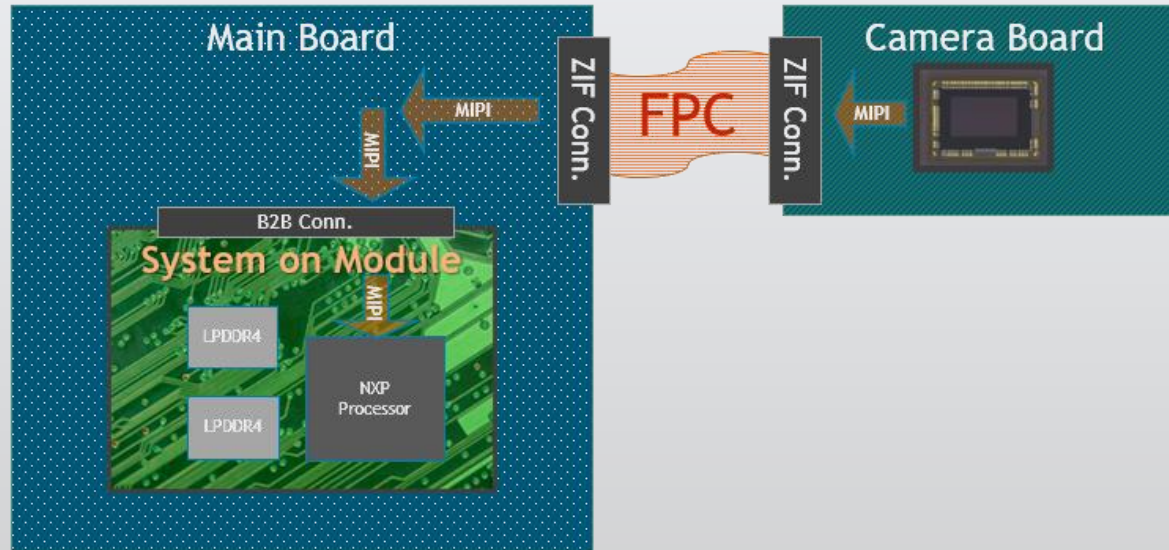 Main Board
Camera Board
ZIF Conn.
FPC
ZIF Conn.
MIPI
MIPI
MIPI
B2B Conn.
System on Module
MIPI
LPDDR4
NXP
Processor
LPDDR4